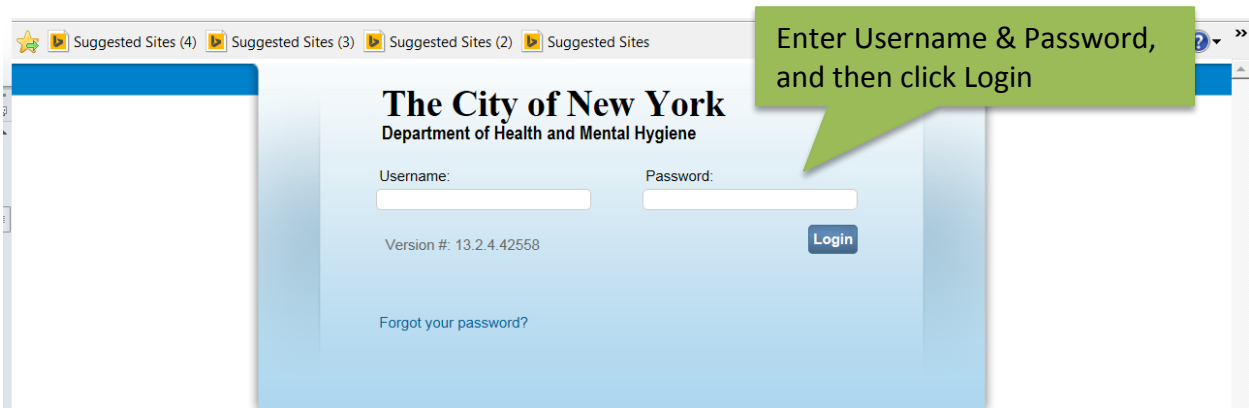 Suggested Sites (4) Suggested Sites (3) Suggested Sites (2) Suggested Sites
Enter Username & Password,
and then click Login
The City of New York
Department of Health and Mental Hygiene
Username: Password:
Version #: 13.2.4.42558 Login
Forgot your password?